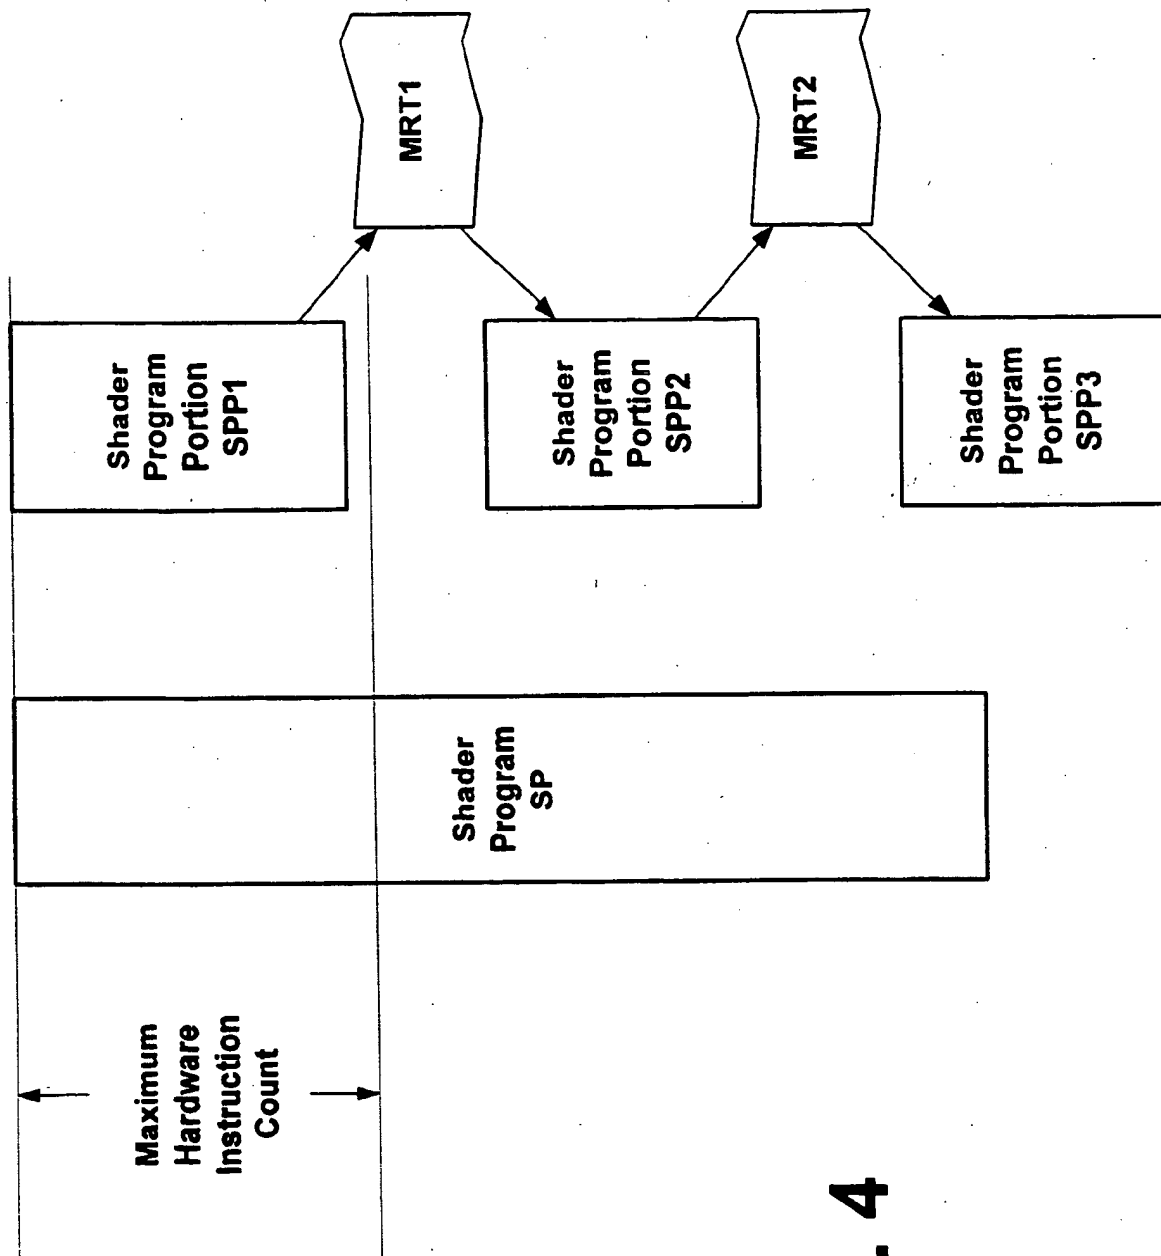 Maximum
Hardware
Instruction
Count
Shader
Program
SP
Shader
Program
Portion
SPP1
Shader
Program
Portion
SPP2
Shader
Program
Portion
SPP3
MRT1
MRT2
. 4